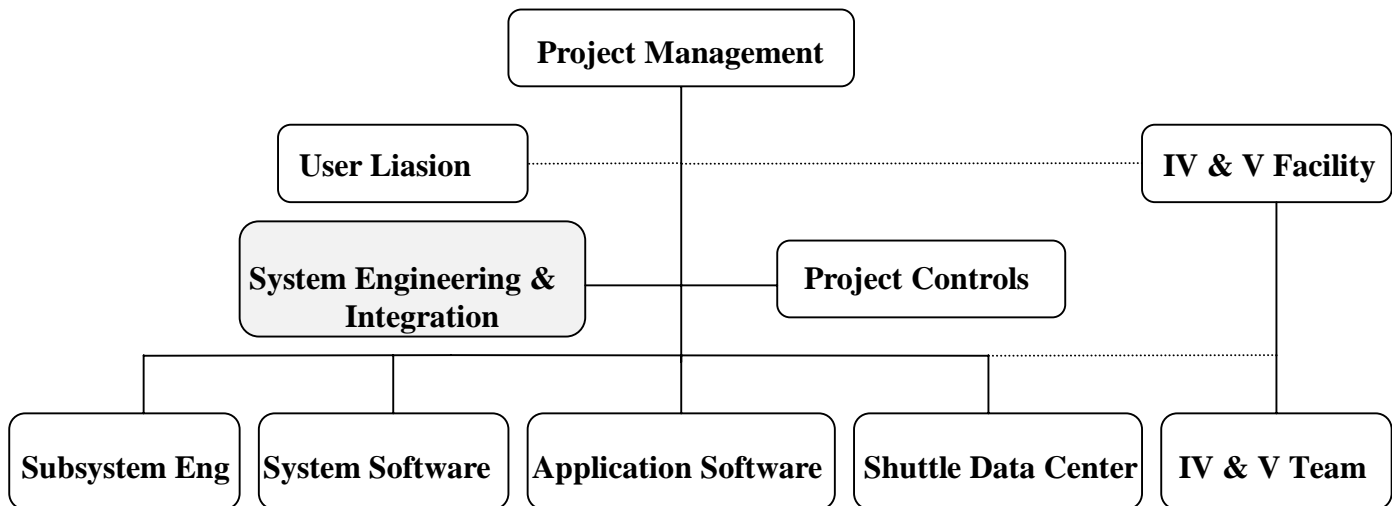 Project Management
User Liasion
IV & V Facility
System Engineering &
Integration
Project Controls
Subsystem Eng
System Software
Application Software
Shuttle Data Center
IV & V Team